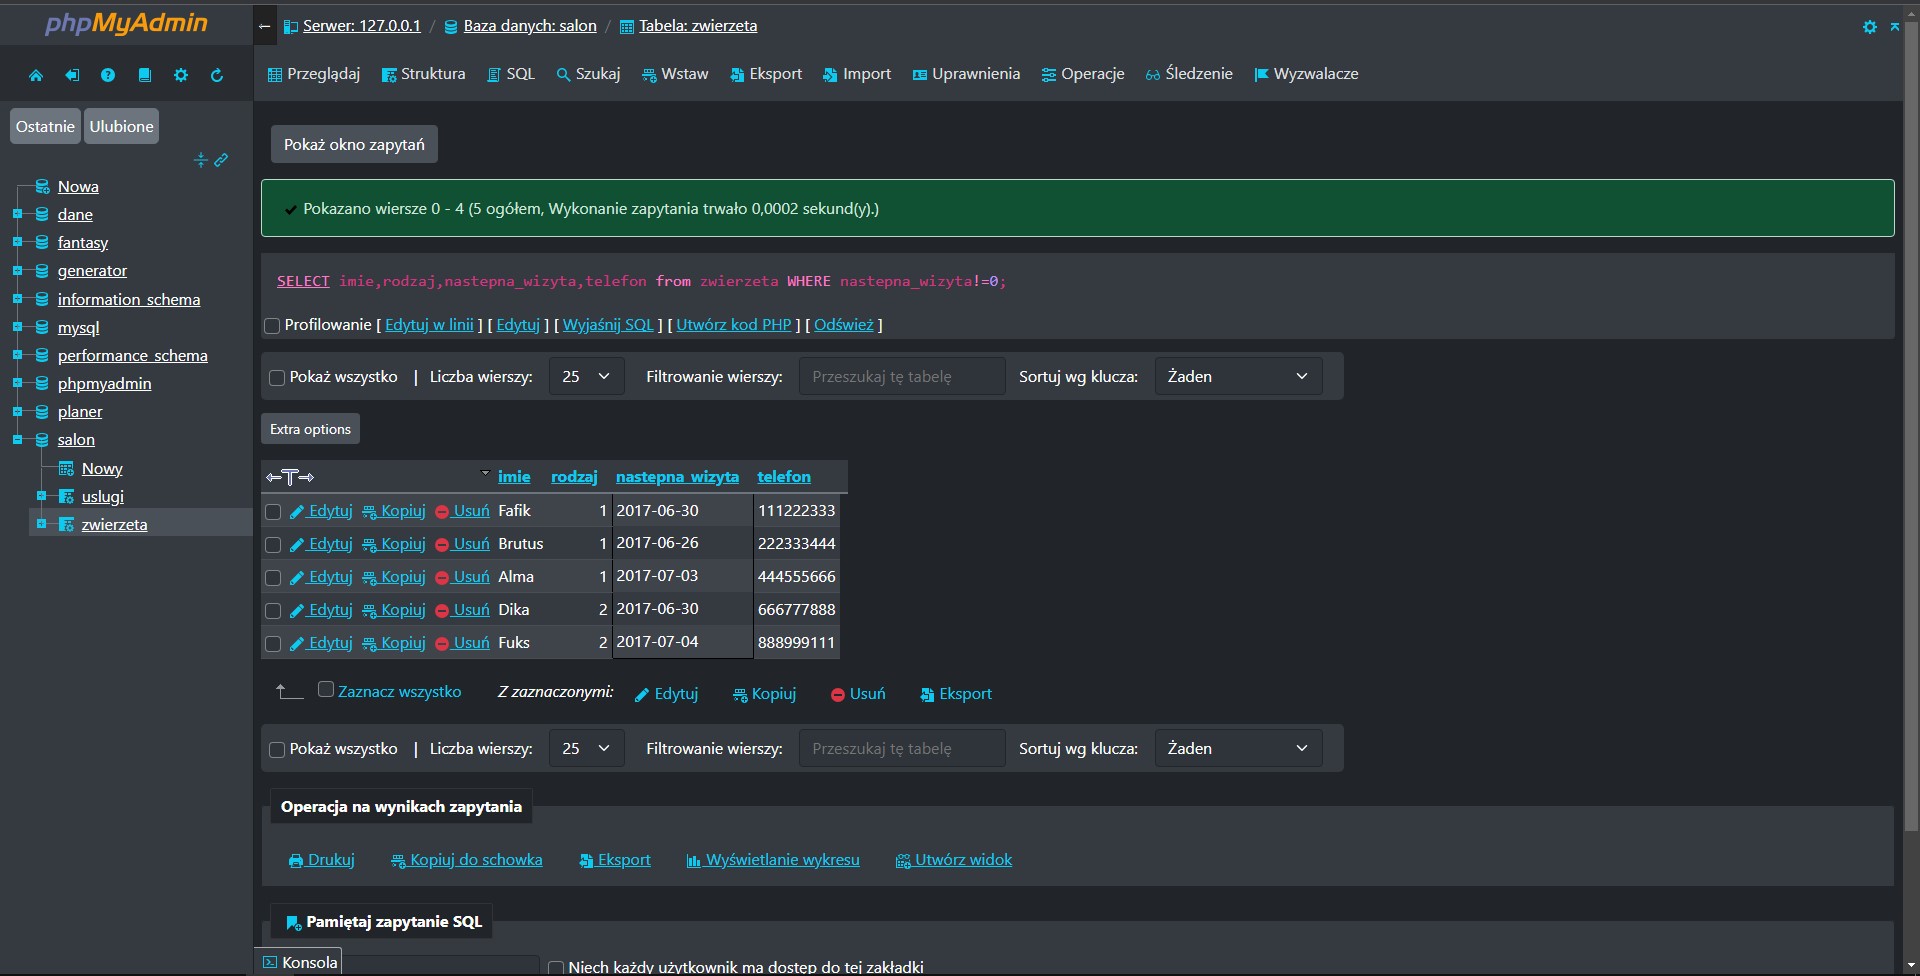 phpMyAdmin
Ostatnie Ulubione
Nowa
dane
fantasy
generator
information_schema
mysql
performance_schema
phpmyadmin
planer
salon
Nowy
uslugi
zwierzeta
Serwer: 127.0.0.1 / Baza danych: salon / Tabela: zwierzeta
Przeglądaj Struktura SQL Szukaj Wstaw Eksport Import Uprawnienia Operacje Śledzenie Wyzwalacze
Pokaż okno zapytań
Pokazano wiersze 0 - 4 (5 ogółem, Wykonanie zapytania trwało 0,0002 sekund(y).)
SELECT imie,rodzaj,nastepna_wizyta,telefon from zwierzeta WHERE nastepna_wizyta!=0;
Profilowanie [ Edytuj w linii ] [ Edytuj ] [ Wyjaśnij SQL ] [ Utwórz kod PHP ] [ Odśwież ]
Pokaż wszystko | Liczba wierszy: 25 Filtrowanie wierszy: Przeszukaj tę tabelę Sortuj wg klucza: Żaden
Extra options
←T→ imie rodzaj nastepna_wizyta telefon
Edytuj Kopiuj Usuń Fafik 1 2017-06-30 111222333
Edytuj Kopiuj Usuń Brutus 1 2017-06-26 222333444
Edytuj Kopiuj Usuń Alma 1 2017-07-03 444555666
Edytuj Kopiuj Usuń Dika 2 2017-06-30 666777888
Edytuj Kopiuj Usuń Fuks 2 2017-07-04 888999111
Zaznacz wszystko Z zaznaczonymi: Edytuj Kopiuj Usuń Eksport
Pokaż wszystko | Liczba wierszy: 25 Filtrowanie wierszy: Przeszukaj tę tabelę Sortuj wg klucza: Żaden
Operacja na wynikach zapytania
Drukuj Kopiuj do schowka Eksport Wyświetlanie wykresu Utwórz widok
Pamiętaj zapytanie SQL
Konsola Niech każdy użytkownik ma dostęp do tej zakładki